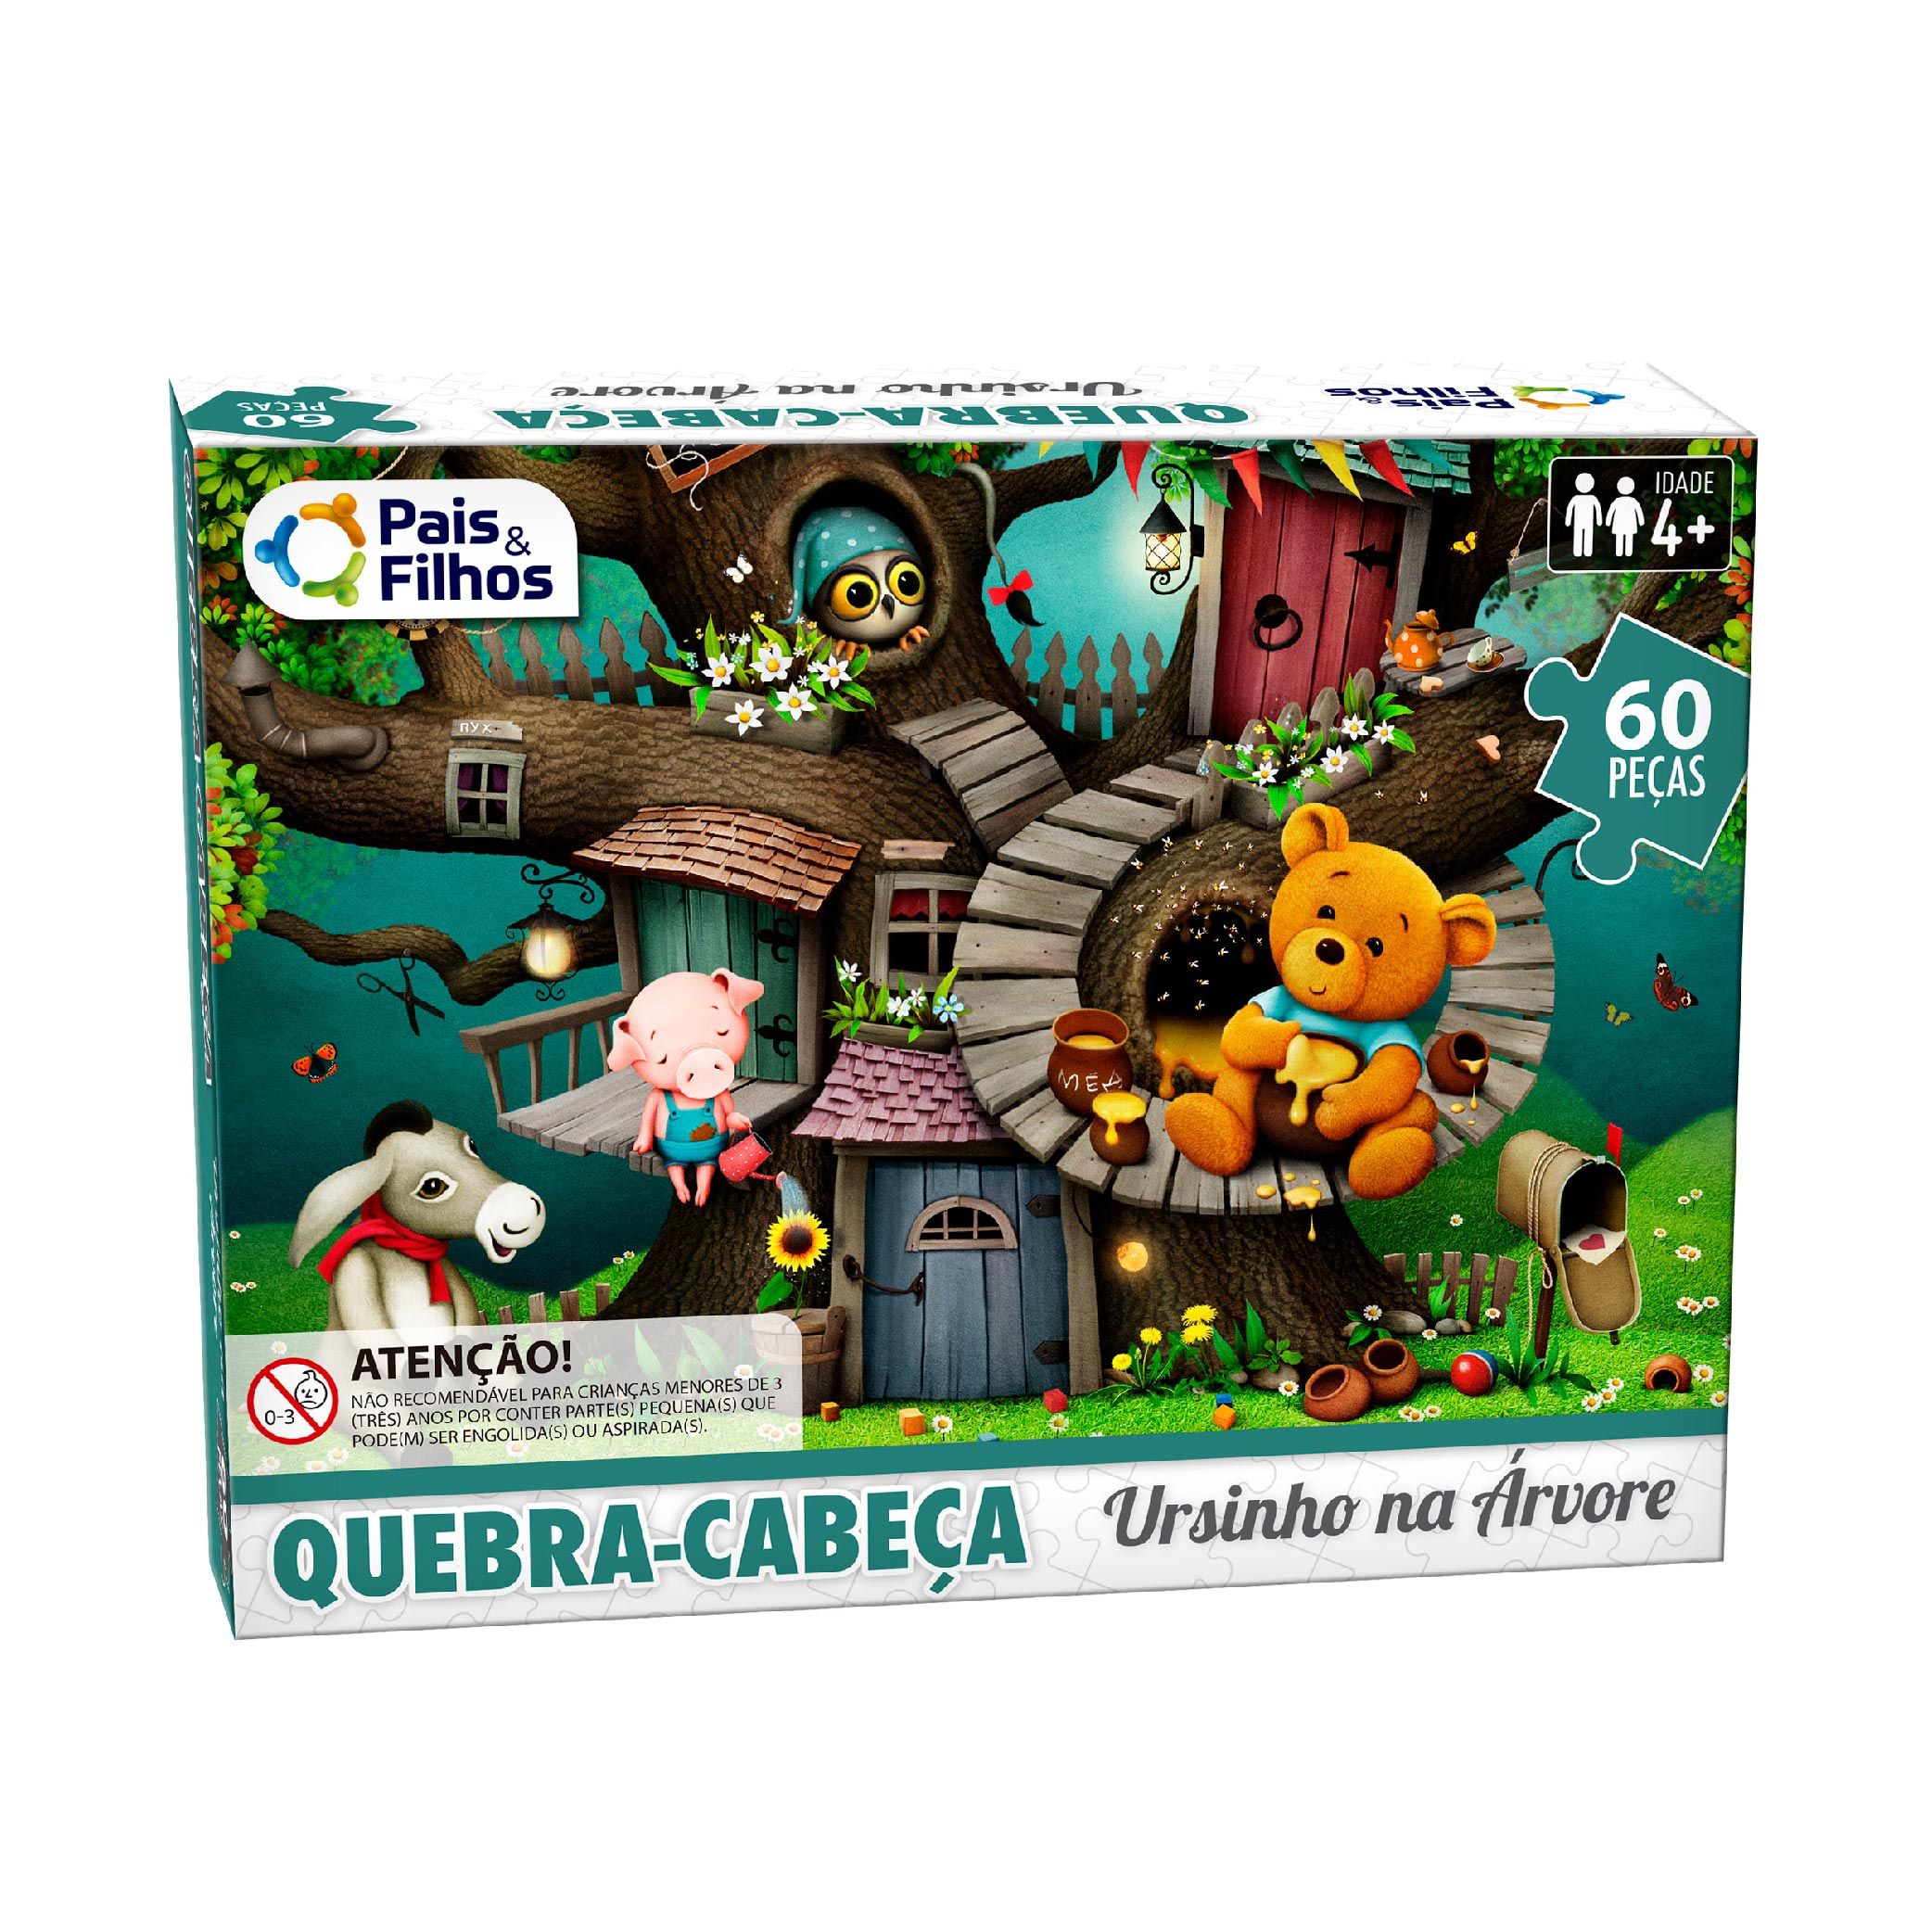 60
PEÇAS
QUEBRA-CABEÇA
Ursinho na Árvore
Pais &
Filhos
Pais &
Filhos
IDADE
4+
60
PEÇAS
ПУХ
МЕД
ATENÇÃO!
0-3
NÃO RECOMENDÁVEL PARA CRIANÇAS MENORES DE 3
(TRÊS) ANOS POR CONTER PARTE(S) PEQUENA(S) QUE
PODE(M) SER ENGOLIDA(S) OU ASPIRADA(S).
QUEBRA-CABEÇA
Ursinho na Árvore